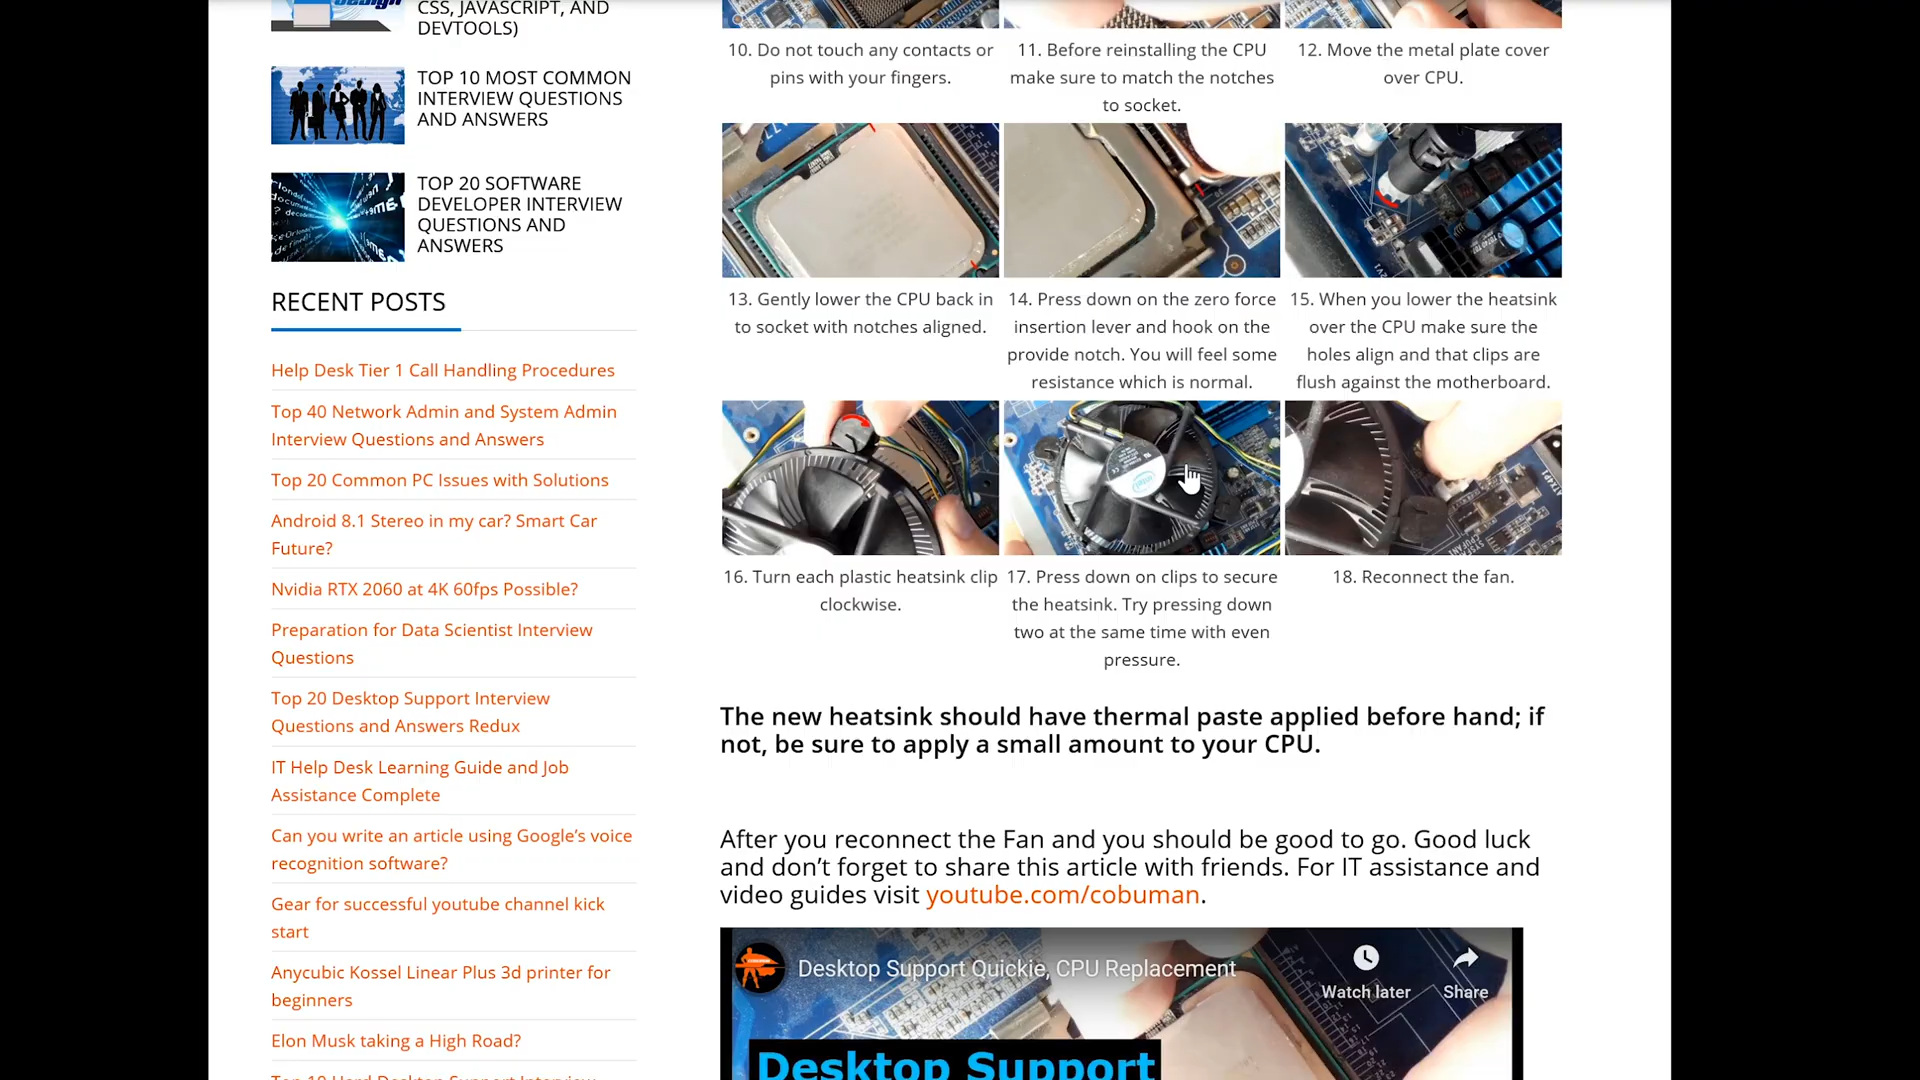 CSS, JAVASCRIPT, AND
DEVTOOLS)
TOP 10 MOST COMMON
INTERVIEW QUESTIONS
AND ANSWERS
TOP 20 SOFTWARE
DEVELOPER INTERVIEW
QUESTIONS AND
ANSWERS
RECENT POSTS
Help Desk Tier 1 Call Handling Procedures
Top 40 Network Admin and System Admin
Interview Questions and Answers
Top 20 Common PC Issues with Solutions
Android 8.1 Stereo in my car? Smart Car
Future?
Nvidia RTX 2060 at 4K 60fps Possible?
Preparation for Data Scientist Interview
Questions
Top 20 Desktop Support Interview
Questions and Answers Redux
IT Help Desk Learning Guide and Job
Assistance Complete
Can you write an article using Google’s voice
recognition software?
Gear for successful youtube channel kick
start
Anycubic Kossel Linear Plus 3d printer for
beginners
Elon Musk taking a High Road?
10. Do not touch any contacts or
pins with your fingers.
11. Before reinstalling the CPU
make sure to match the notches
to socket.
12. Move the metal plate cover
over CPU.
13. Gently lower the CPU back in
to socket with notches aligned.
14. Press down on the zero force
insertion lever and hook on the
provide notch. You will feel some
resistance which is normal.
15. When you lower the heatsink
over the CPU make sure the
holes align and that clips are
flush against the motherboard.
16. Turn each plastic heatsink clip
clockwise.
17. Press down on clips to secure
the heatsink. Try pressing down
two at the same time with even
pressure.
18. Reconnect the fan.
The new heatsink should have thermal paste applied before hand; if
not, be sure to apply a small amount to your CPU.
After you reconnect the Fan and you should be good to go. Good luck
and don’t forget to share this article with friends. For IT assistance and
video guides visit youtube.com/cobuman.
Desktop Support Quickie, CPU Replacement
Watch later
Share
Desktop Support